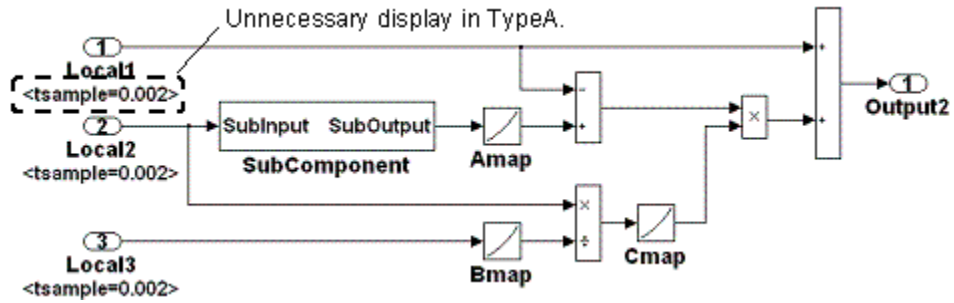 Unnecessary display in TypeA.
1
Local1
<tsample=0.002>
2
Local2
<tsample=0.002>
SubInput SubOutput
SubComponent
Amap
-
+
×
+
+
1
Output2
×
÷
Cmap
3
Local3
<tsample=0.002>
Bmap